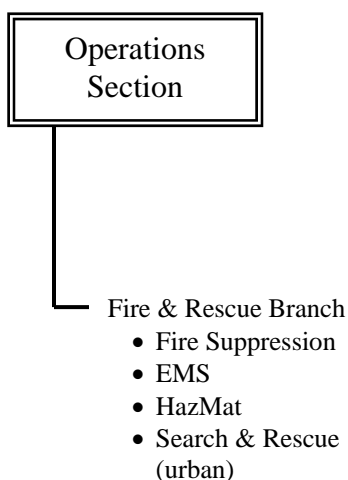 Operations
Section
Fire & Rescue Branch
• Fire Suppression
• EMS
• HazMat
• Search & Rescue
(urban)